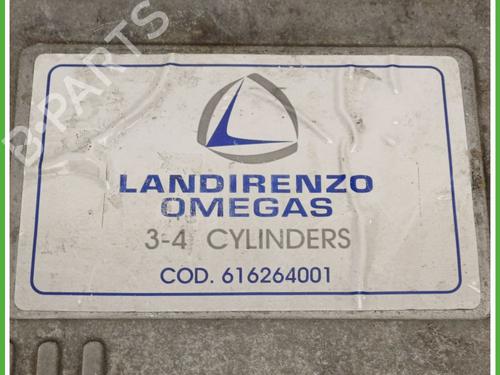 B-PARTS
LANDIRENZO
OMEGAS
3-4 CYLINDERS
COD. 616264001